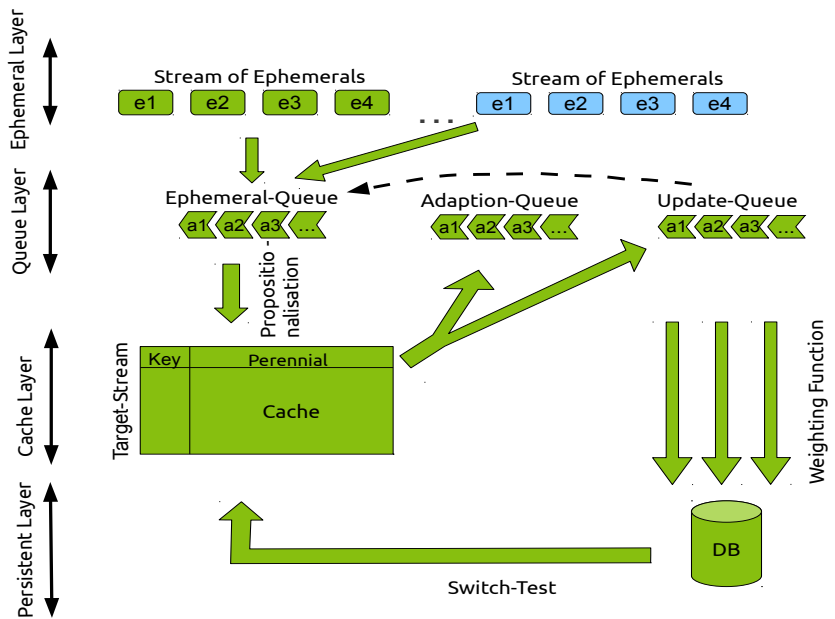 Ephemeral Layer
Stream of Ephemerals
e1 e2 e3 e4
...
Stream of Ephemerals
e1 e2 e3 e4
Queue Layer
Ephemeral-Queue
a1 a2 a3 ...
Adaption-Queue
a1 a2 a3 ...
Update-Queue
a1 a2 a3 ...
Propositio-
nalisation
Cache Layer
Target-Stream
Key Perennial
Cache
Weighting Function
Persistent Layer
DB
Switch-Test